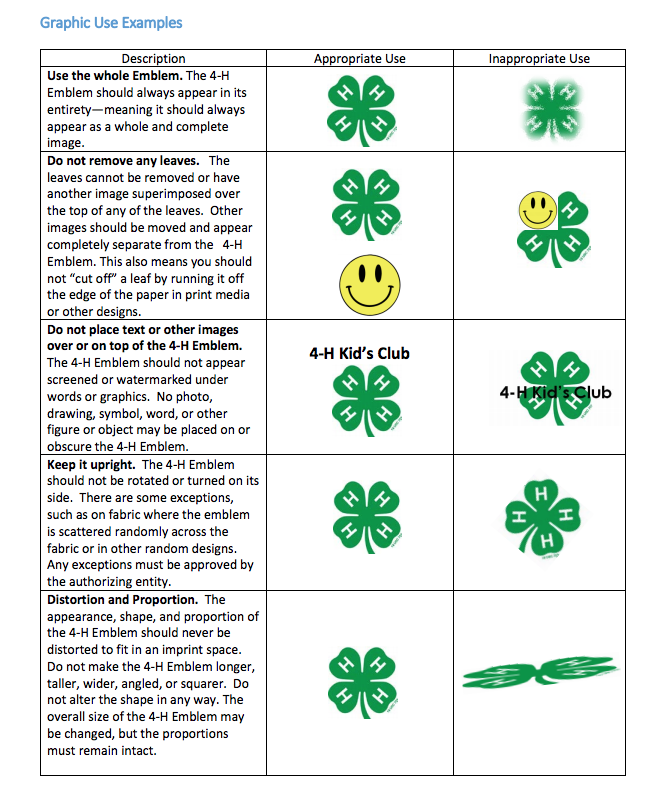 Graphic Use Examples
Description
Appropriate Use
Inappropriate Use
Use the whole Emblem. The 4-H
Emblem should always appear in its
entirety—meaning it should always
appear as a whole and complete
image.
H H H H
H H H H
Do not remove any leaves. The
leaves cannot be removed or have
another image superimposed over
the top of any of the leaves. Other
images should be moved and appear
completely separate from the 4-H
Emblem. This also means you should
not "cut off" a leaf by running it off
the edge of the paper in print media
or other designs.
H H H H
H H H
Do not place text or other images
over or on top of the 4-H Emblem.
The 4-H Emblem should not appear
screened or watermarked under
words or graphics. No photo,
drawing, symbol, word, or other
figure or object may be placed on or
obscure the 4-H Emblem.
4-H Kid's Club
H H H H
4-H Kid's Club
H H H H
Keep it upright. The 4-H Emblem
should not be rotated or turned on its
side. There are some exceptions,
such as on fabric where the emblem
is scattered randomly across the
fabric or in other random designs.
Any exceptions must be approved by
the authorizing entity.
H H H H
H H H H
Distortion and Proportion. The
appearance, shape, and proportion of
the 4-H Emblem should never be
distorted to fit in an imprint space.
Do not make the 4-H Emblem longer,
taller, wider, angled, or squarer. Do
not alter the shape in any way. The
overall size of the 4-H Emblem may
be changed, but the proportions
must remain intact.
H H H H